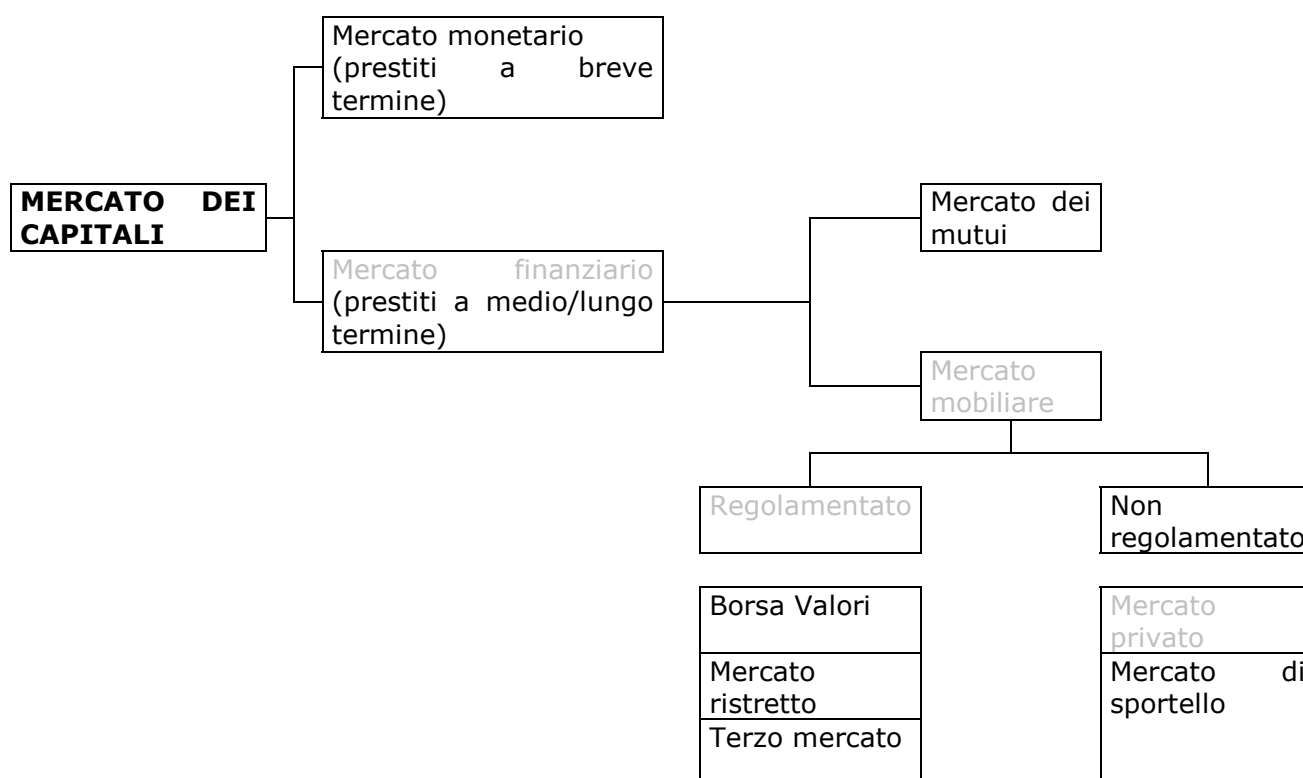 Mercato monetario
(prestiti a breve
termine)
MERCATO DEI
CAPITALI
Mercato dei
mutui
Mercato finanziario
(prestiti a medio/lungo
termine)
Mercato
mobiliare
Regolamentato
Non
regolamentato
Borsa Valori
Mercato
privato
Mercato
ristretto
Mercato di
sportello
Terzo mercato